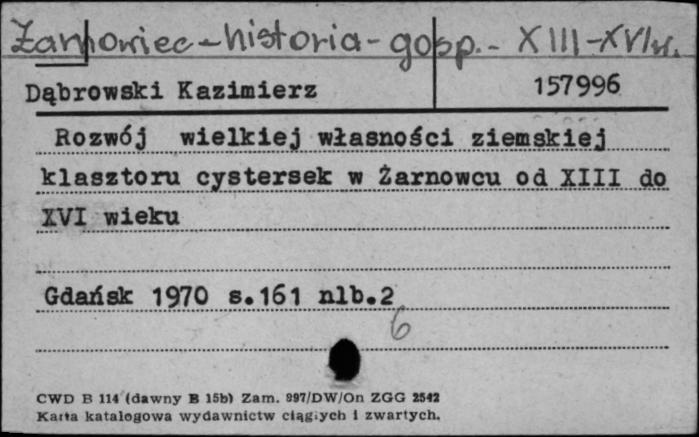 Żarnowiec - historia - gosp. - XIII - XVI w.
Dąbrowski Kazimierz 157996
Rozwój wielkiej własności ziemskiej
klasztoru cystersek w Żarnowcu od XIII do
XVI wieku
Gdańsk 1970 s.161 nlb.2
6
CWD B 114 (dawny B 15b) Zam. 997/DW/On ZGG 2542
Karta katalogowa wydawnictw ciągłych i zwartych.